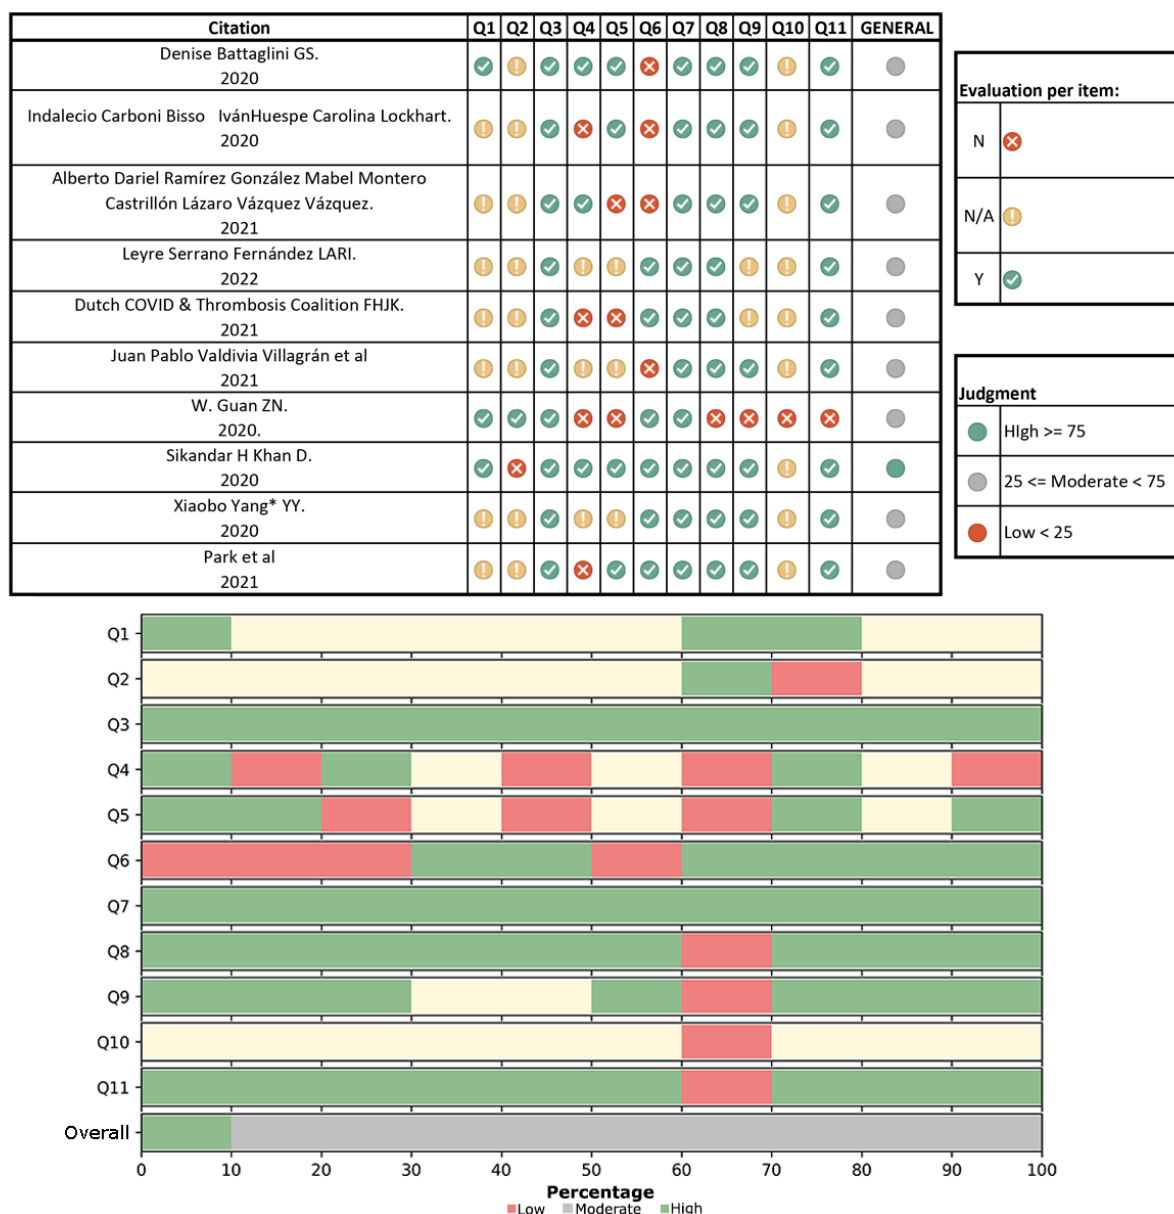 Citation Q1 Q2 Q3 Q4 Q5 Q6 Q7 Q8 Q9 Q10 Q11 GENERAL
Denise Battaglini GS.
2020
Indalecio Carboni Bisso IvánHuespe Carolina Lockhart.
2020
Alberto Dariel Ramírez González Mabel Montero
Castrillón Lázaro Vázquez Vázquez.
2021
Leyre Serrano Fernández LARI.
2022
Dutch COVID & Thrombosis Coalition FHJK.
2021
Juan Pablo Valdivia Villagrán et al
2021
W. Guan ZN.
2020.
Sikandar H Khan D.
2020
Xiaobo Yang* YY.
2020
Park et al
2021
Evaluation per item:
N
N/A
Y
Judgment
HIgh >= 75
25 <= Moderate < 75
Low < 25
Q1
Q2
Q3
Q4
Q5
Q6
Q7
Q8
Q9
Q10
Q11
Overall
0 10 20 30 40 50 60 70 80 90 100
Percentage
Low Moderate High